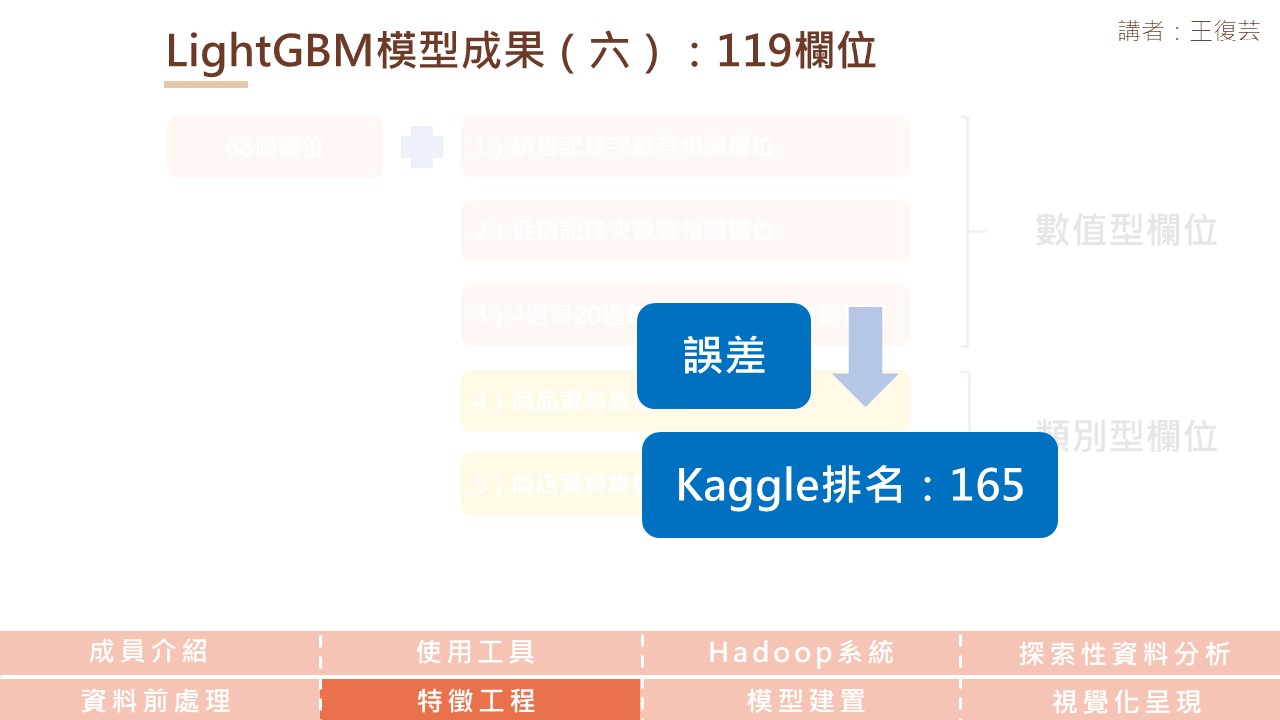 講者：王復芸
LightGBM模型成果（六）：119欄位
68個欄位
1）銷售記錄次數等相關欄位
2）促銷記錄次數等相關欄位
數值型欄位
3）4週與20週
誤差
4）商品資料集
類別型欄位
5）商店資料集
Kaggle排名：165
成員介紹
使用工具
Hadoop系統
探索性資料分析
資料前處理
特徵工程
模型建置
視覺化呈現